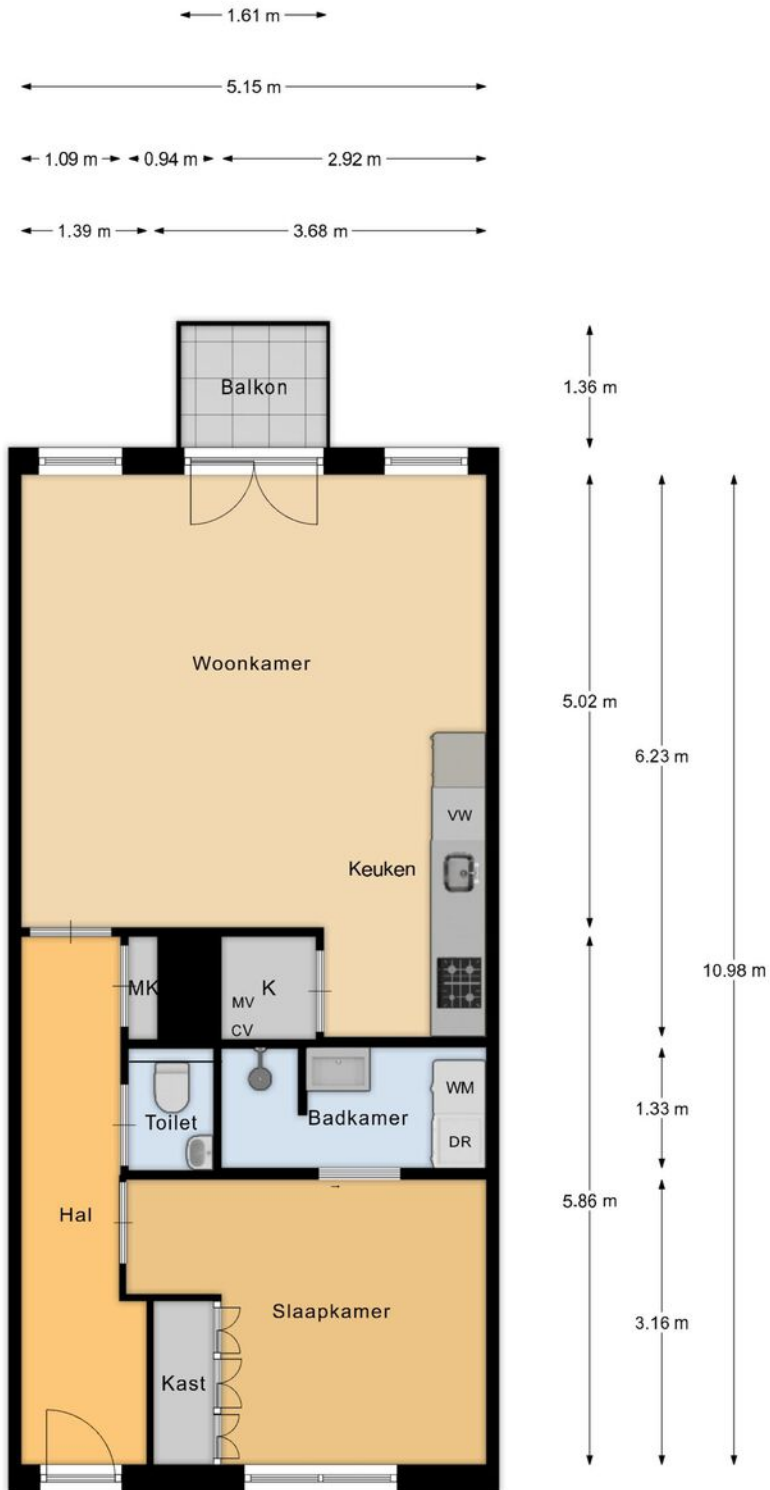 1.61 m
5.15 m
1.09 m 0.94 m 2.92 m
1.39 m 3.68 m
Balkon
1.36 m
Woonkamer
5.02 m
6.23 m
VW
Keuken
10.98 m
MK
K
MV
CV
WM
Toilet
Badkamer
1.33 m
DR
5.86 m
Hal
Slaapkamer
3.16 m
Kast